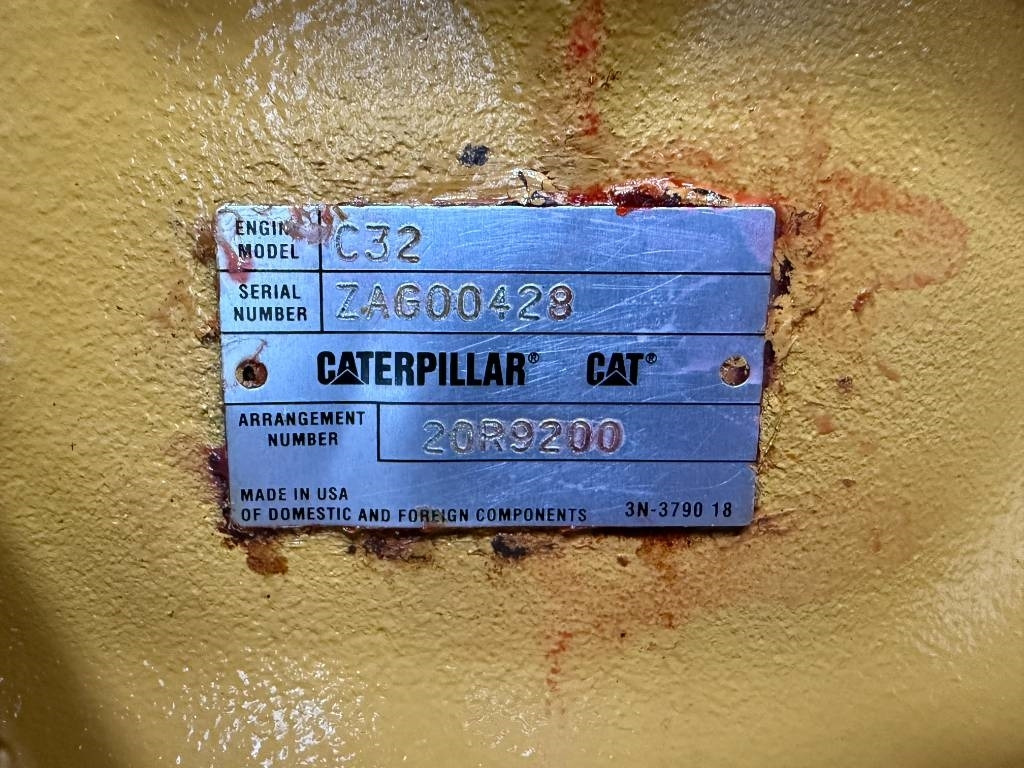 ENGINE
MODEL
C32
SERIAL
NUMBER
ZAG00428
CATERPILLAR® CAT®
ARRANGEMENT
NUMBER
20R9200
MADE IN USA
OF DOMESTIC AND FOREIGN COMPONENTS 3N-3790 18